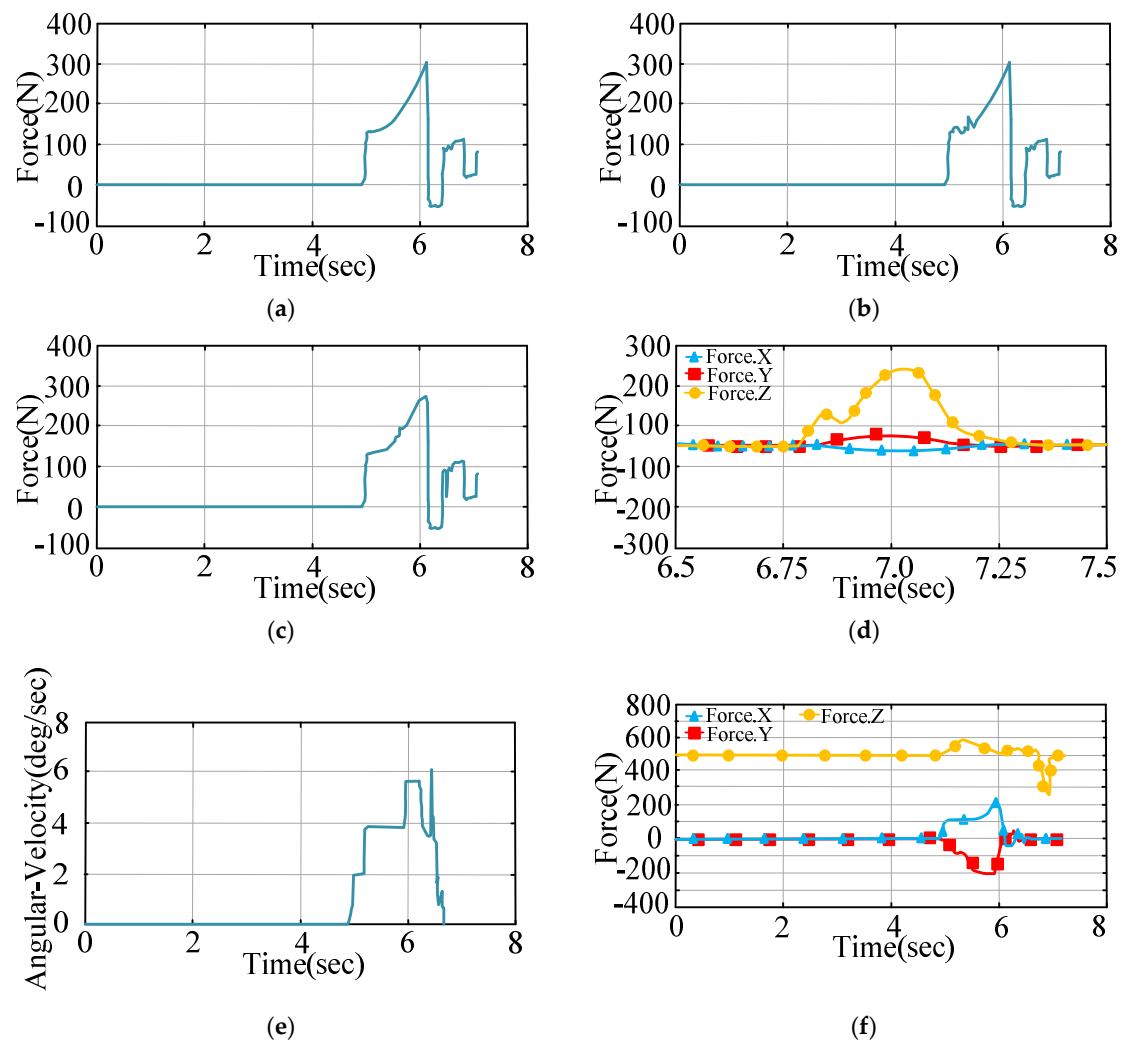 400
300
200
100
0
-100
Force(N)
0 2 4 6 8
Time(sec)
(a)
400
300
200
100
0
-100
Force(N)
0 2 4 6 8
Time(sec)
(b)
400
300
200
100
0
-100
Force(N)
0 2 4 6 8
Time(sec)
(c)
300
200
100
-100
-200
-300
Force(N)
Force.X
Force.Y
Force.Z
6.5 6.75 7.0 7.25 7.5
Time(sec)
(d)
8
6
4
2
0
Angular-Velocity(deg/sec)
0 2 4 6 8
Time(sec)
(e)
800
600
400
200
0
-200
-400
Force(N)
Force.X Force.Z
Force.Y
0 2 4 6 8
Time(sec)
(f)